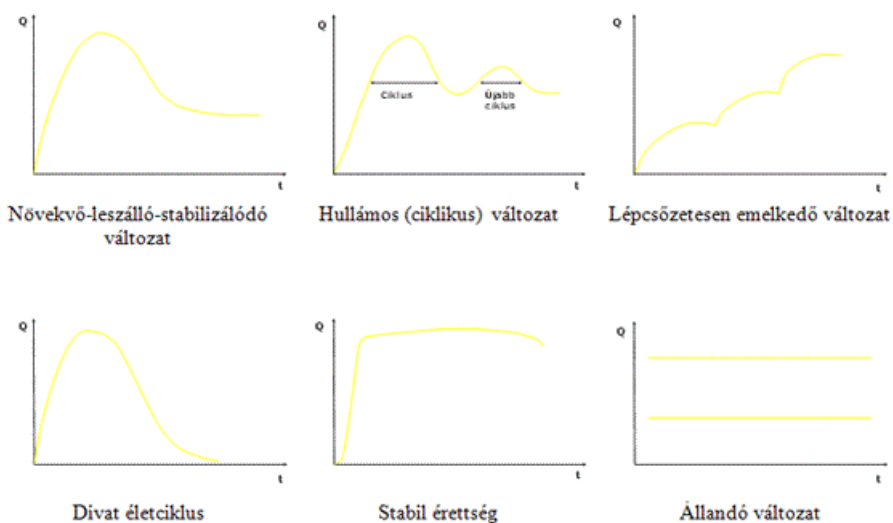 Q
t
Növekvő-leszálló-stabilizálódó
változat
Q
Ciklus
Újabb
ciklus
t
Hullámos (ciklikus) változat
Q
t
Lépcsőzetesen emelkedő változat
Q
t
Divat életciklus
Q
t
Stabil érettség
Q
t
Állandó változat